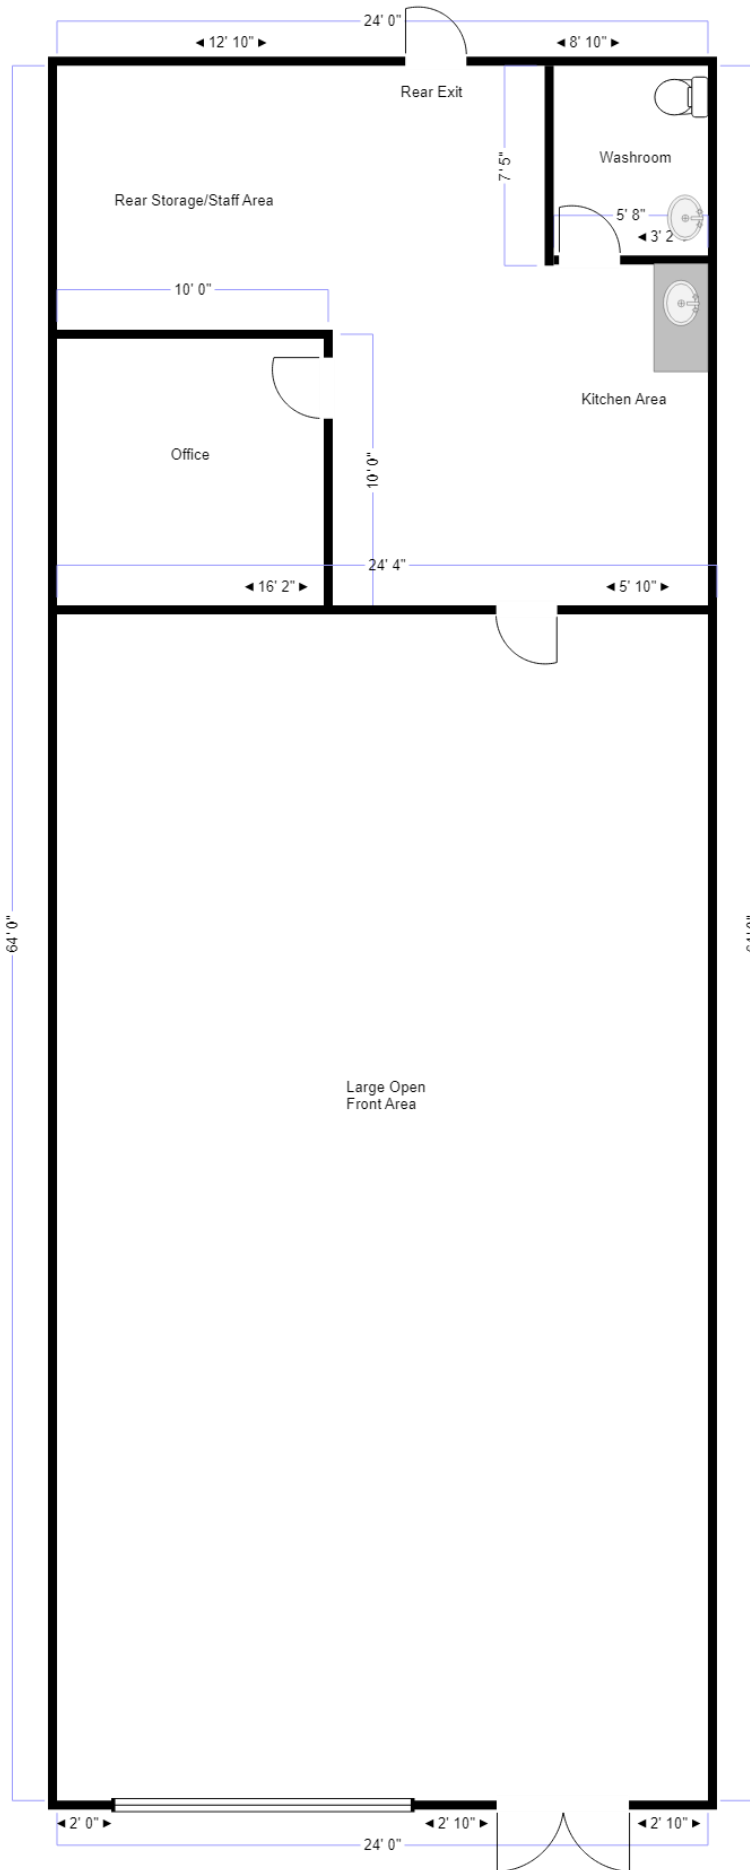 24' 0"
◄ 12' 10" ►
◄ 8' 10" ►
Rear Exit
7' 5"
Washroom
Rear Storage/Staff Area
5' 8"
◄ 3' 2
10' 0"
Kitchen Area
Office
10' 0"
24' 4"
◄ 16' 2" ►
◄ 5' 10" ►
64' 0"
Large Open
Front Area
◄ 2' 0" ►
◄ 2' 10" ►
◄ 2' 10" ►
24' 0"